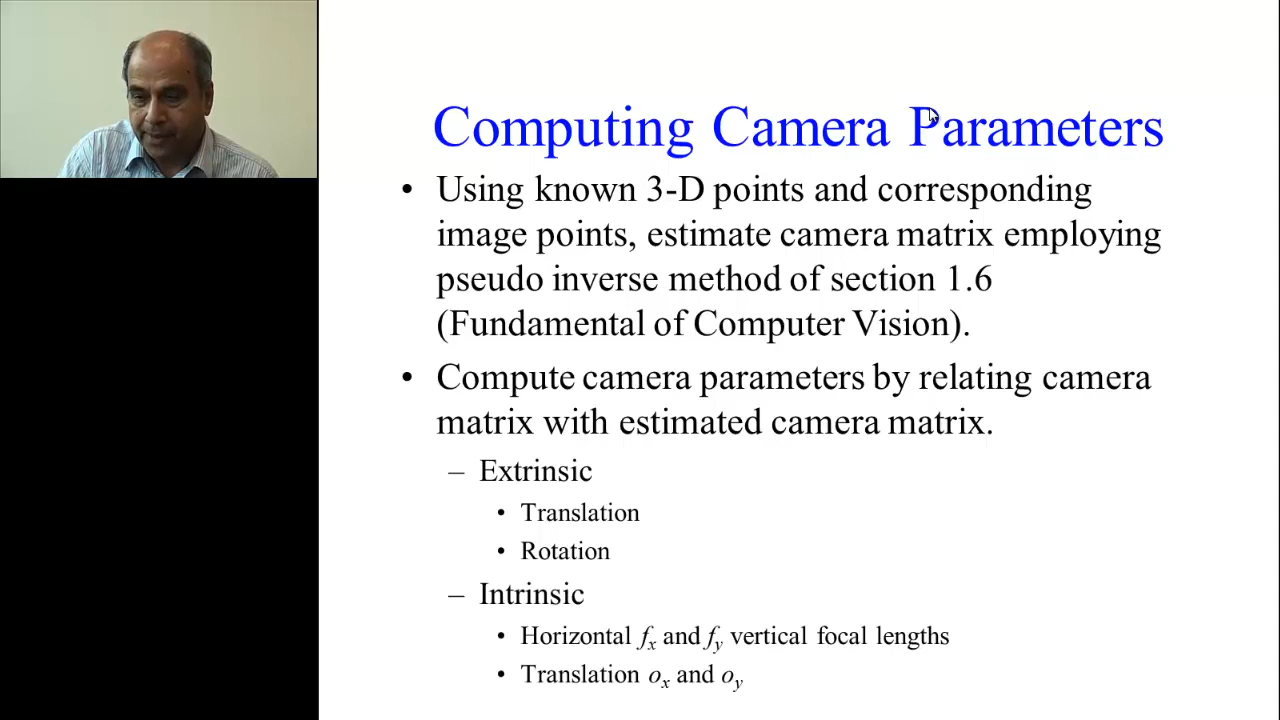 Computing Camera Parameters
• Using known 3-D points and corresponding
image points, estimate camera matrix employing
pseudo inverse method of section 1.6
(Fundamental of Computer Vision).
• Compute camera parameters by relating camera
matrix with estimated camera matrix.
– Extrinsic
• Translation
• Rotation
– Intrinsic
• Horizontal fx and fy vertical focal lengths
• Translation ox and oy